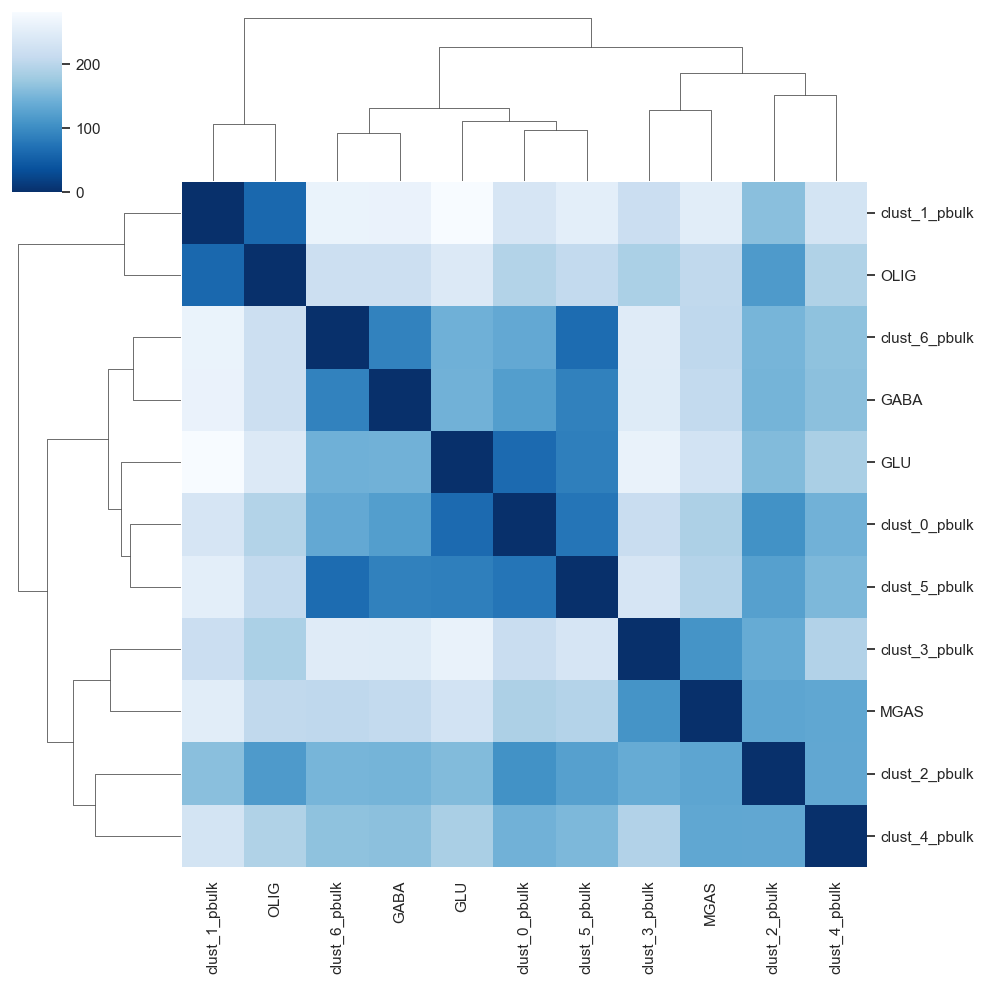 200
100
0
clust_1_pbulk
OLIG
clust_6_pbulk
GABA
GLU
clust_0_pbulk
clust_5_pbulk
clust_3_pbulk
MGAS
clust_2_pbulk
clust_4_pbulk
clust_1_pbulk
OLIG
clust_6_pbulk
GABA
GLU
clust_0_pbulk
clust_5_pbulk
clust_3_pbulk
MGAS
clust_2_pbulk
clust_4_pbulk